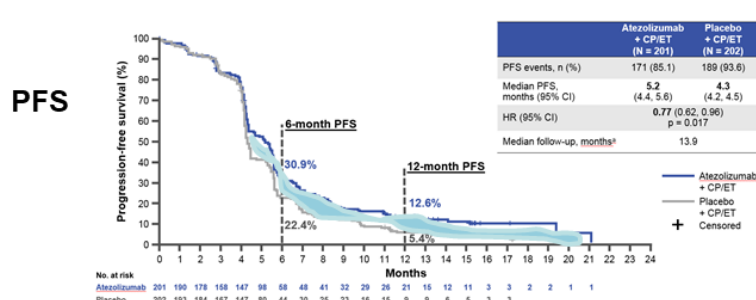 PFS
Atezolizumab + CP/ET (N = 201)
Placebo + CP/ET (N = 202)
PFS events, n (%) 171 (85.1) 189 (93.6)
Median PFS, months (95% CI) 5.2 (4.4, 5.6) 4.3 (4.2, 4.5)
HR (95% CI) 0.77 (0.62, 0.96) p = 0.017
Median follow-up, monthsª 13.9
Progression-free survival (%)
100
90
80
70
60
50
40
30
20
10
0
6-month PFS
30.9%
22.4%
12-month PFS
12.6%
5.4%
Atezolizumab + CP/ET
Placebo + CP/ET
+ Censored
0 1 2 3 4 5 6 7 8 9 10 11 12 13 14 15 16 17 18 19 20 21 22 23 24
Months
No. at risk
Atezolizumab 201 190 178 158 147 98 58 48 41 32 29 26 21 15 12 11 3 3 2 2 1 1
Placebo